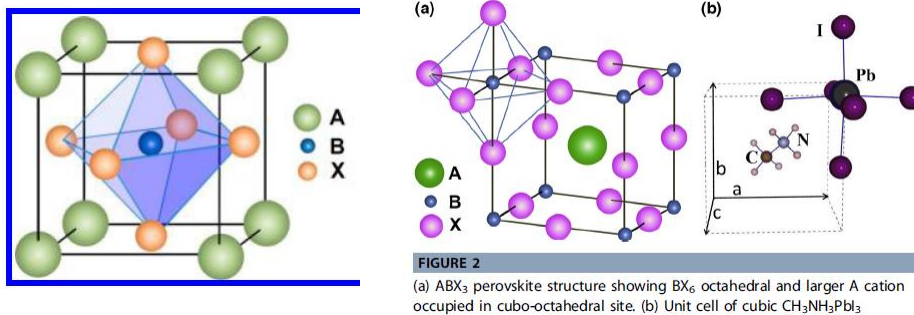 A
B
X
(a)
A
B
X
(b)
I
Pb
N
C
b
a
c
FIGURE 2
(a) ABX₃ perovskite structure showing BX₆ octahedral and larger A cation
occupied in cubo-octahedral site. (b) Unit cell of cubic CH₃NH₃PbI₃